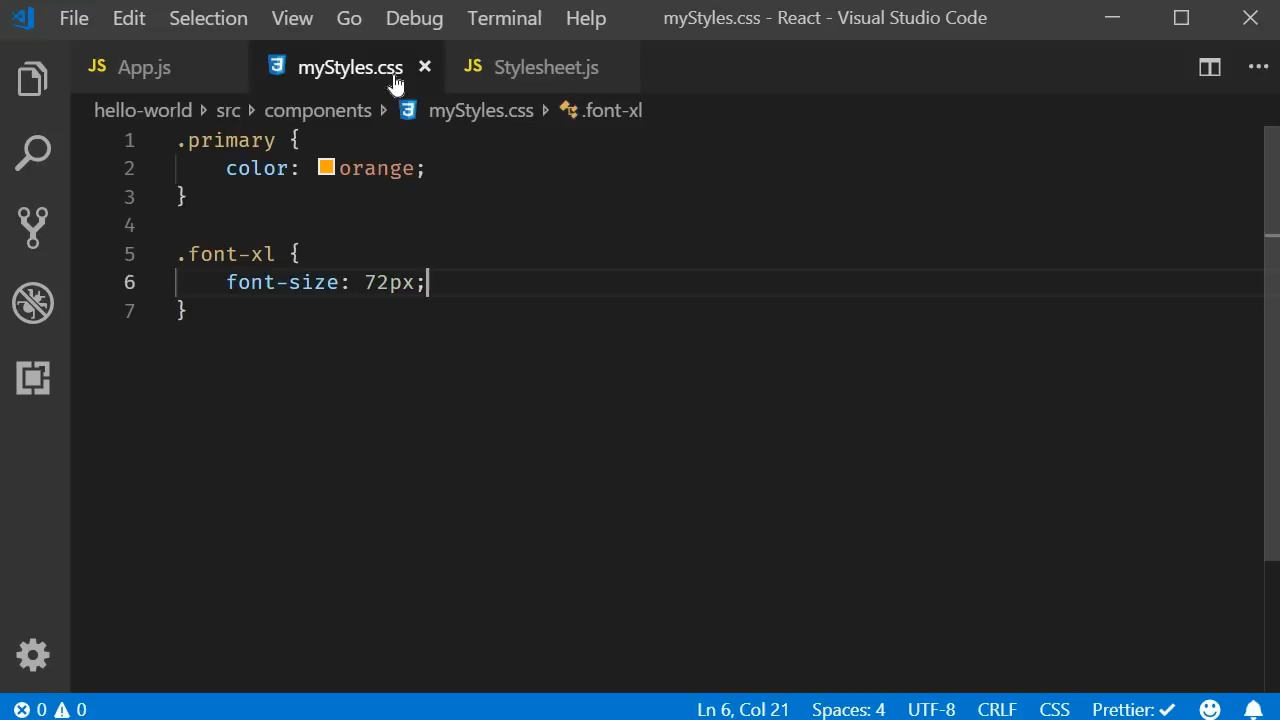 File Edit Selection View Go Debug Terminal Help myStyles.css - React - Visual Studio Code
JS App.js myStyles.css × JS Stylesheet.js
hello-world src components myStyles.css .font-xl
1 .primary {
2 color: orange;
3 }
4
5 .font-xl {
6 font-size: 72px;
7 }
0 0 Ln 6, Col 21 Spaces: 4 UTF-8 CRLF CSS Prettier: ✓